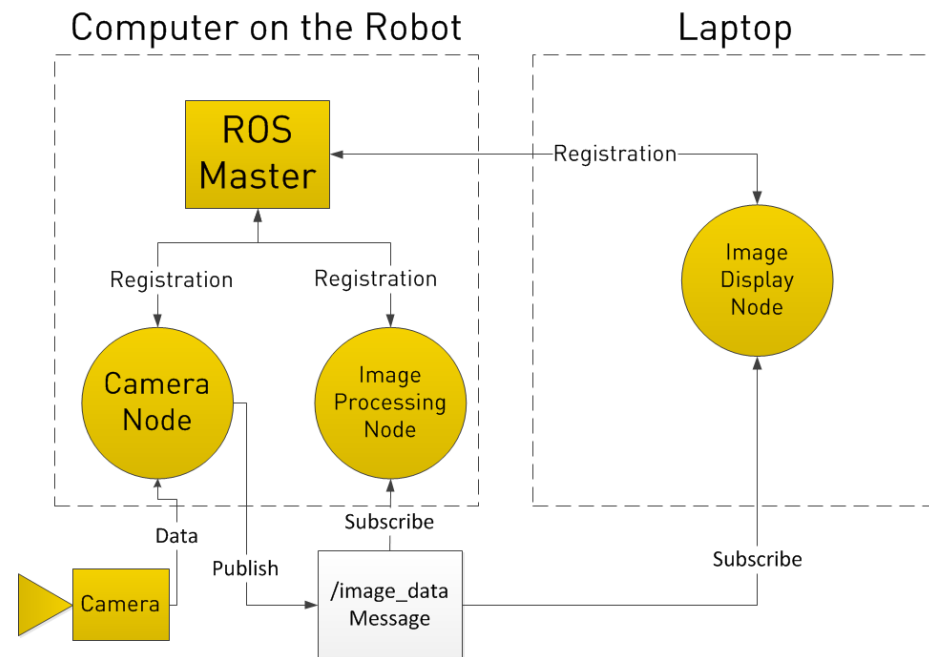 Computer on the Robot
Laptop
ROS
Master
Registration
Registration
Registration
Image
Display
Node
Camera
Node
Image
Processing
Node
Data
Publish
Subscribe
Subscribe
Camera
/image_data
Message